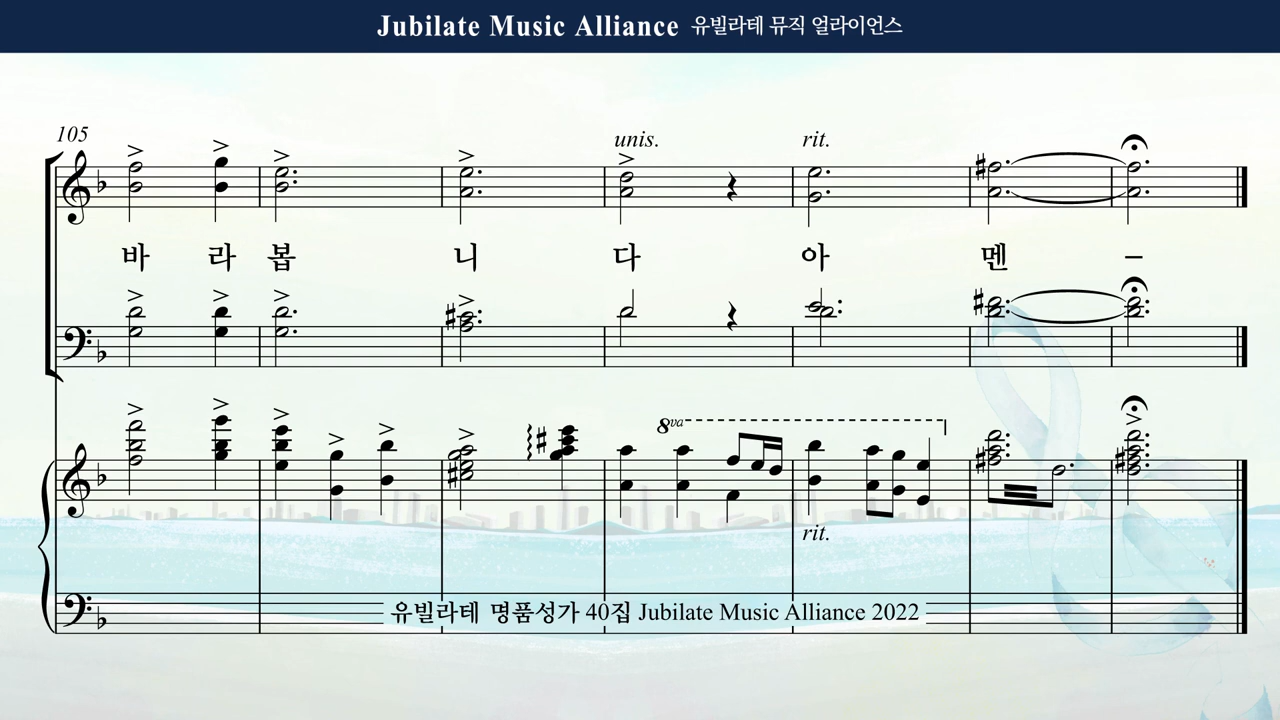 Jubilate Music Alliance 유빌라테 뮤직 얼라이언스
105
unis.
rit.
바 라 봅 니 다 아 멘 –
8va
rit.
유빌라테 명품성가 40집 Jubilate Music Alliance 2022